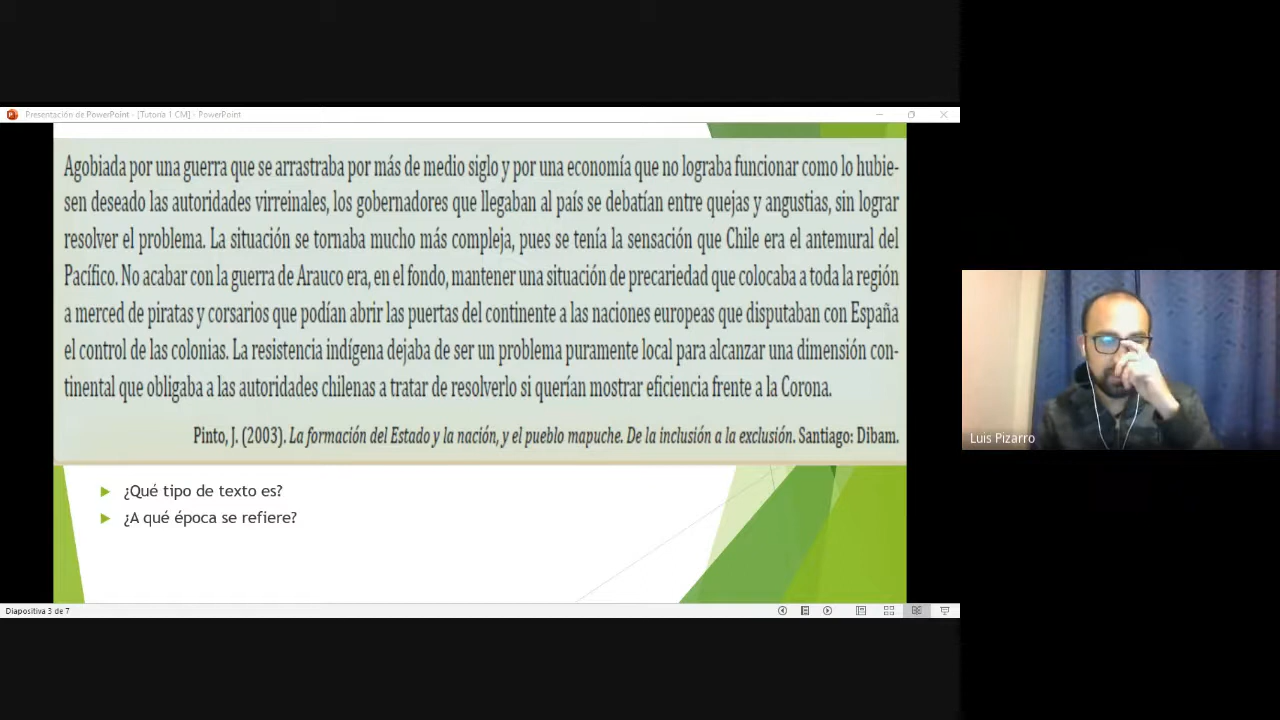 Presentación de PowerPoint - [Tutoria 1 CM] - PowerPoint
Agobiada por una guerra que se arrastraba por más de medio siglo y por una economía que no lograba funcionar como lo hubie-
sen deseado las autoridades virreinales, los gobernadores que llegaban al país se debatían entre quejas y angustias, sin lograr
resolver el problema. La situación se tornaba mucho más compleja, pues se tenía la sensación que Chile era el antemural del
Pacífico. No acabar con la guerra de Arauco era, en el fondo, mantener una situación de precariedad que colocaba a toda la región
a merced de piratas y corsarios que podían abrir las puertas del continente a las naciones europeas que disputaban con España
el control de las colonias. La resistencia indígena dejaba de ser un problema puramente local para alcanzar una dimensión con-
tinental que obligaba a las autoridades chilenas a tratar de resolverlo si querían mostrar eficiencia frente a la Corona.
Pinto, J. (2003). La formación del Estado y la nación, y el pueblo mapuche. De la inclusión a la exclusión. Santiago: Dibam.
¿Qué tipo de texto es?
¿A qué época se refiere?
Diapositiva 3 de 7
Luis Pizarro